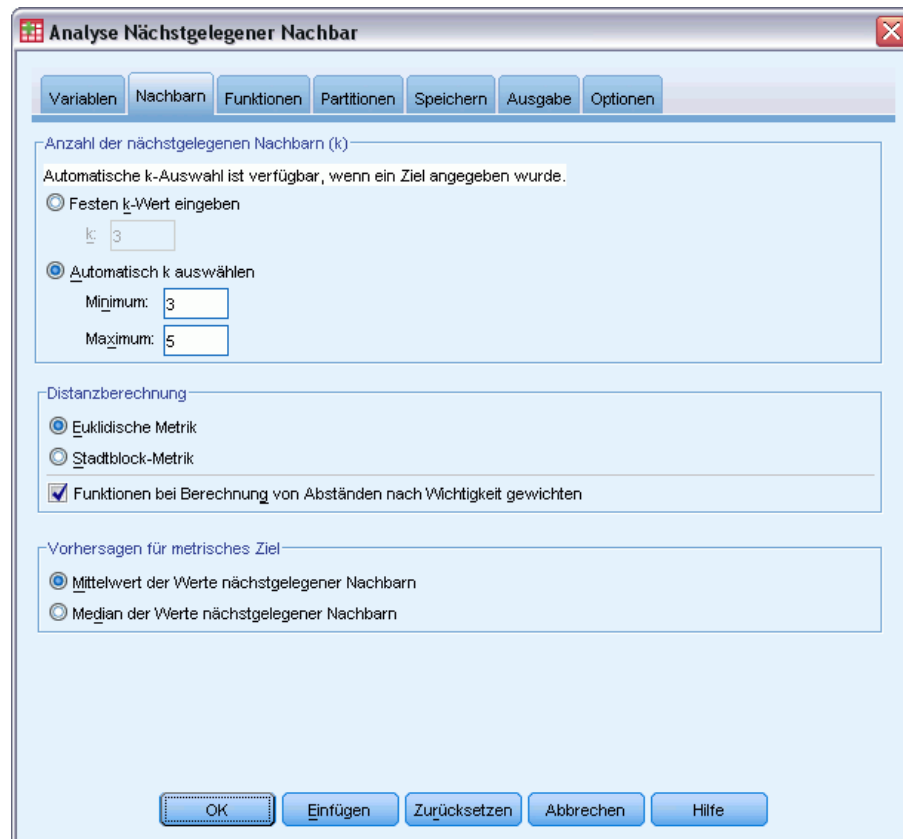 Analyse Nächstgelegener Nachbar
Variablen Nachbarn Funktionen Partitionen Speichern Ausgabe Optionen
Anzahl der nächstgelegenen Nachbarn (k)
Automatische k-Auswahl ist verfügbar, wenn ein Ziel angegeben wurde.
Festen k-Wert eingeben
k: 3
Automatisch k auswählen
Minimum: 3
Maximum: 5
Distanzberechnung
Euklidische Metrik
Stadtblock-Metrik
Funktionen bei Berechnung von Abständen nach Wichtigkeit gewichten
Vorhersagen für metrisches Ziel
Mittelwert der Werte nächstgelegener Nachbarn
Median der Werte nächstgelegener Nachbarn
OK Einfügen Zurücksetzen Abbrechen Hilfe